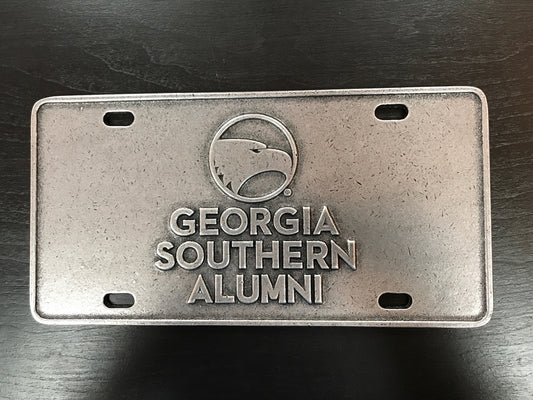 ®
GEORGIA
SOUTHERN
ALUMNI